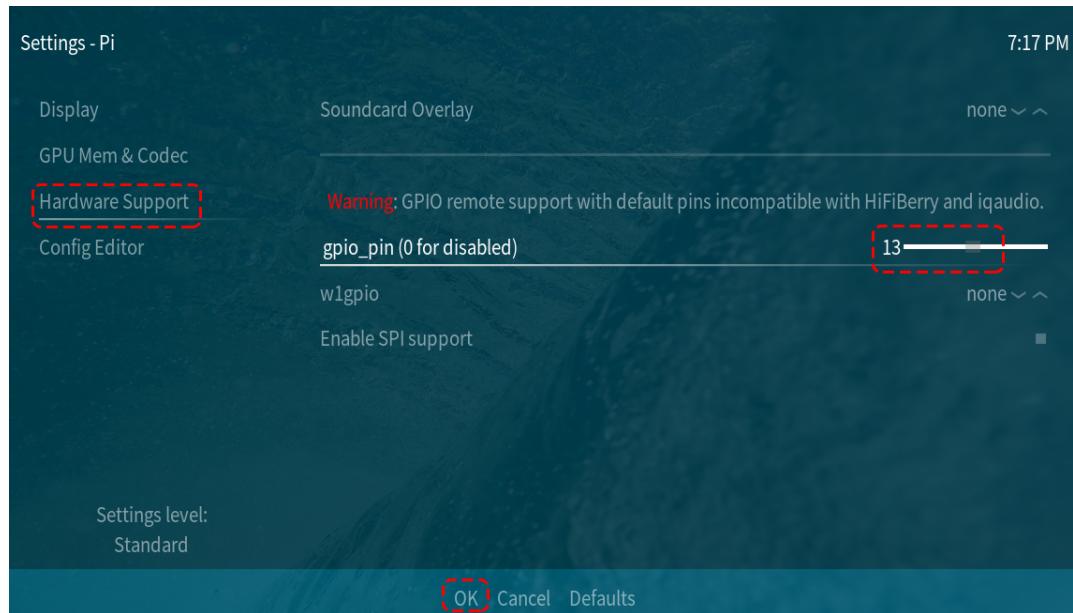 Settings - Pi
7:17 PM
Display
Soundcard Overlay
none
GPU Mem & Codec
Hardware Support
Warning: GPIO remote support with default pins incompatible with HiFiBerry and iqaudio.
Config Editor
gpio_pin (0 for disabled)
13
w1gpio
none
Enable SPI support
Settings level:
Standard
OK Cancel Defaults